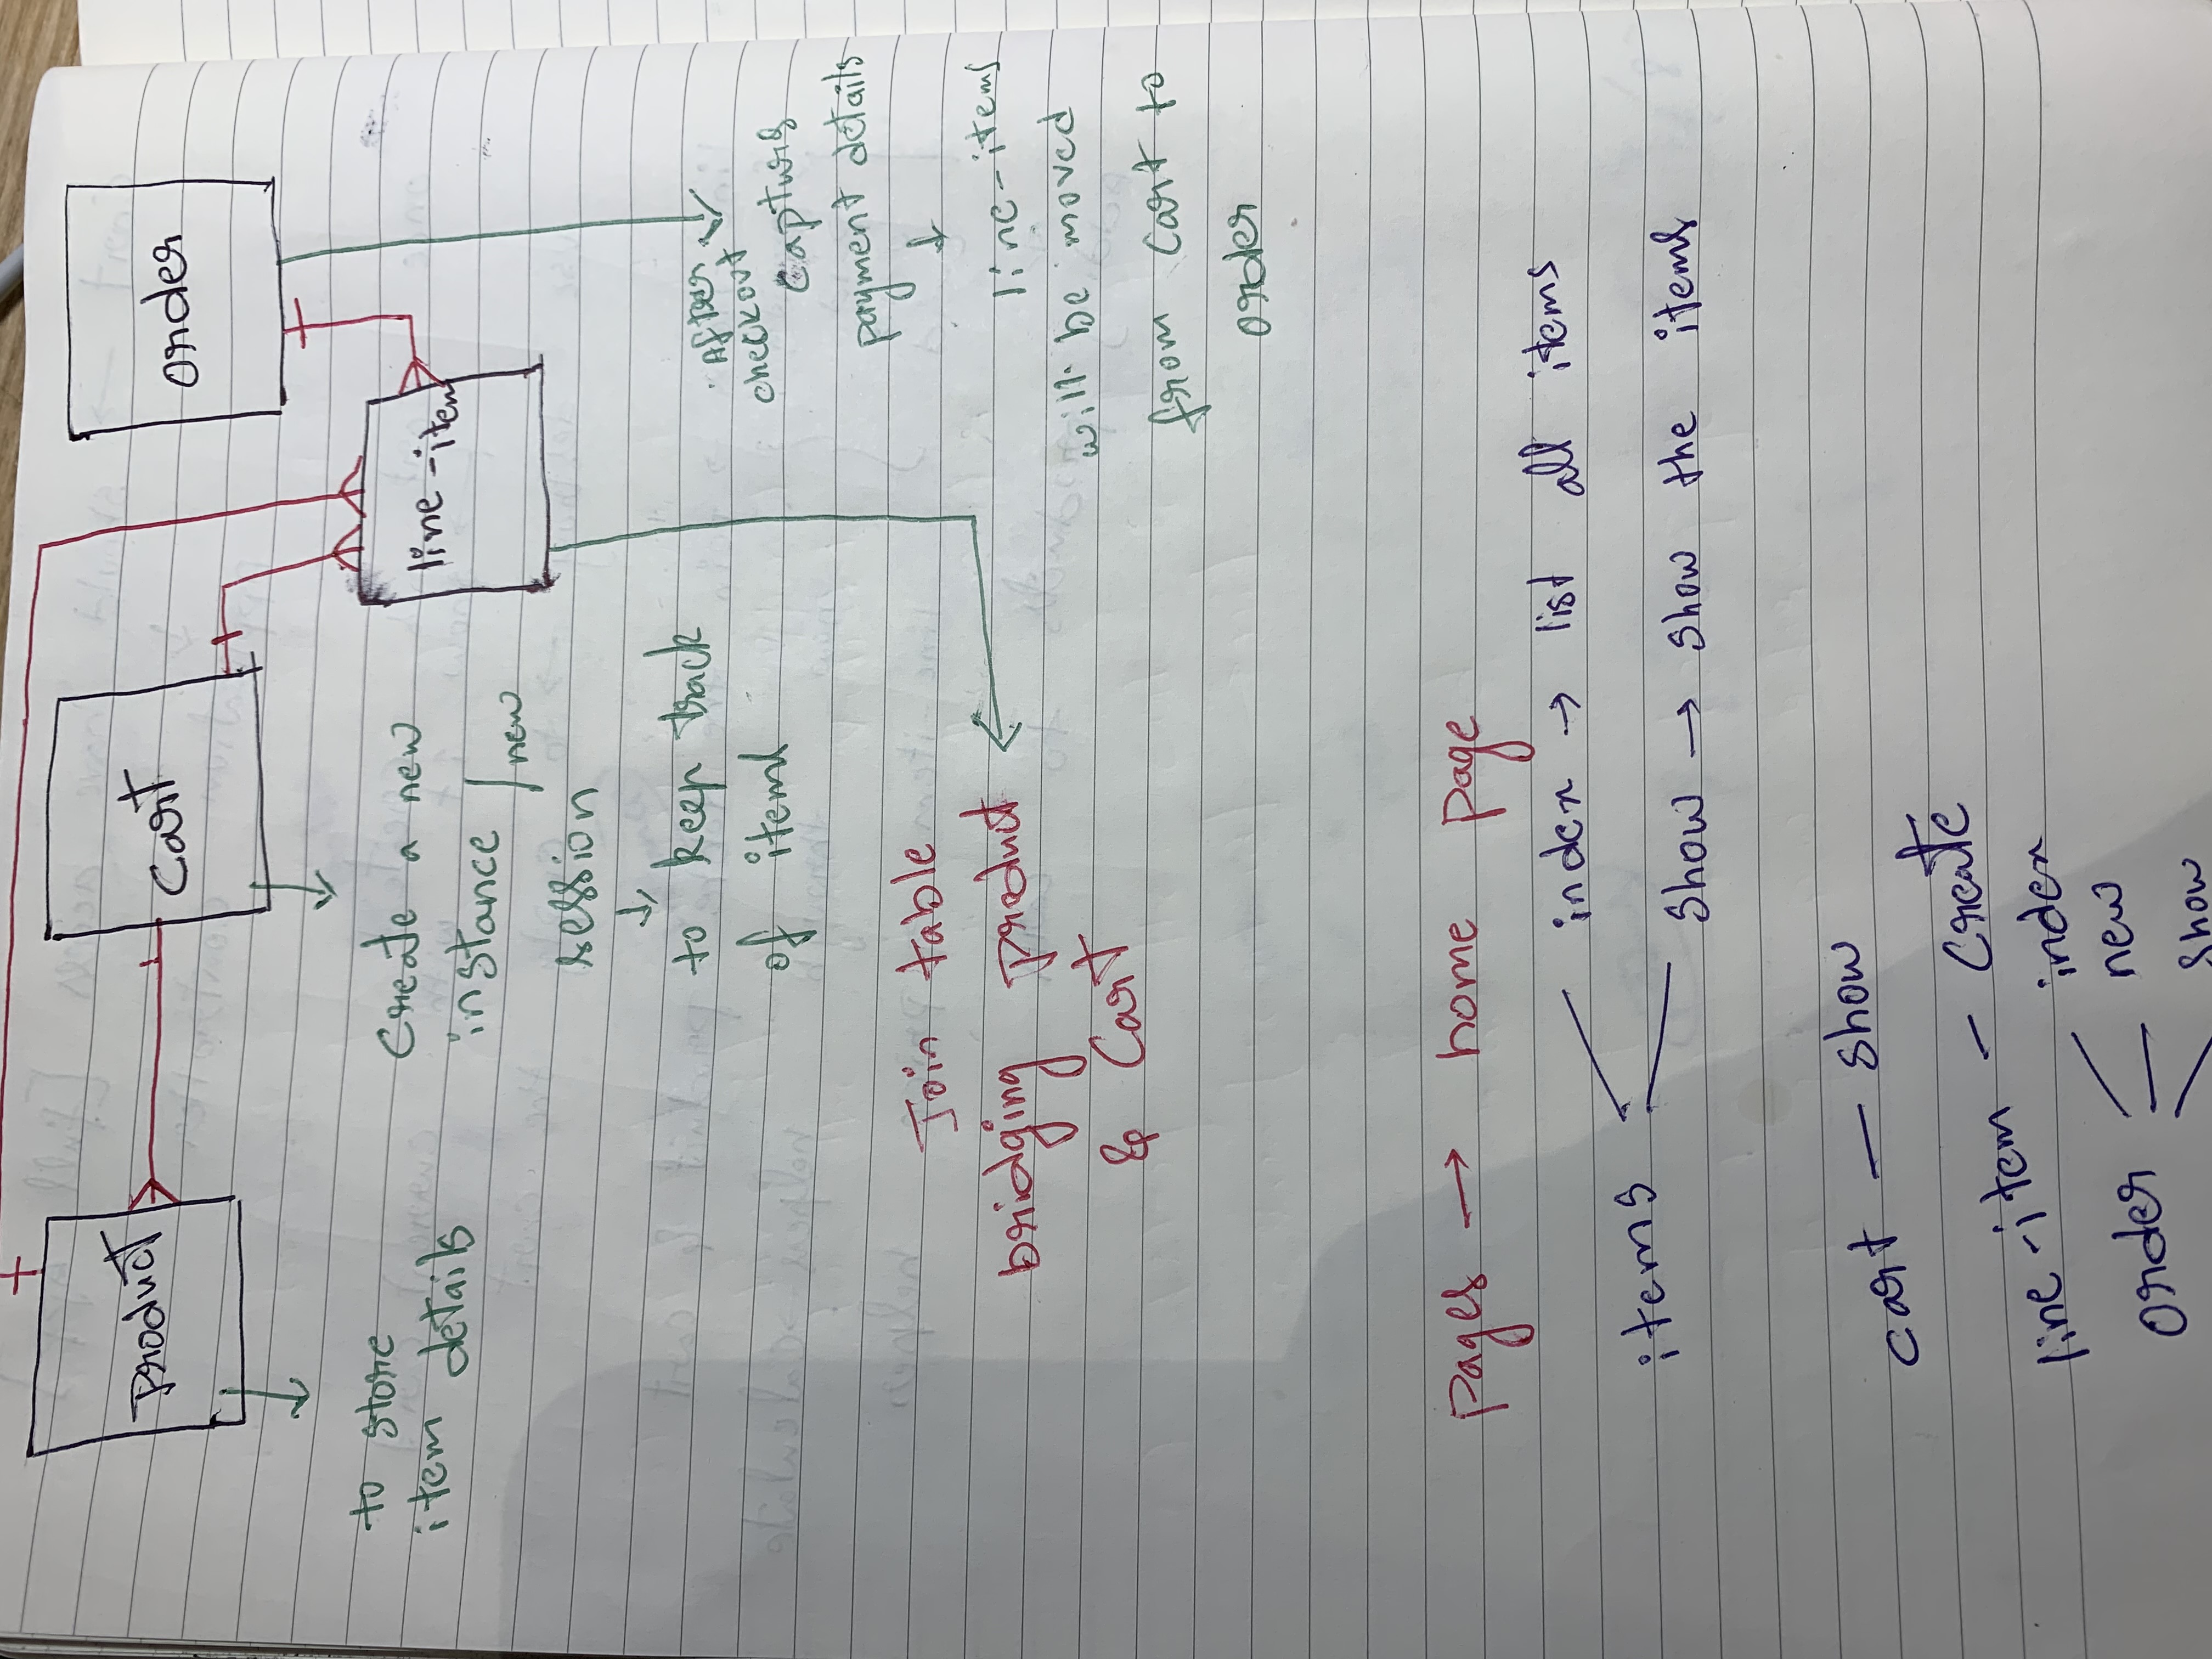 product
cart
line-item
order
to store
item details
Create a new
instance / new
session
to keep track
of items
After
checkout
capturis
payment details
line-items
will be moved
from cart to
order
Join table
bridging product
& Cart
Pages → home page
items
index → list all items
show → show the items
cart — show
line-item — create
order
index
new
show